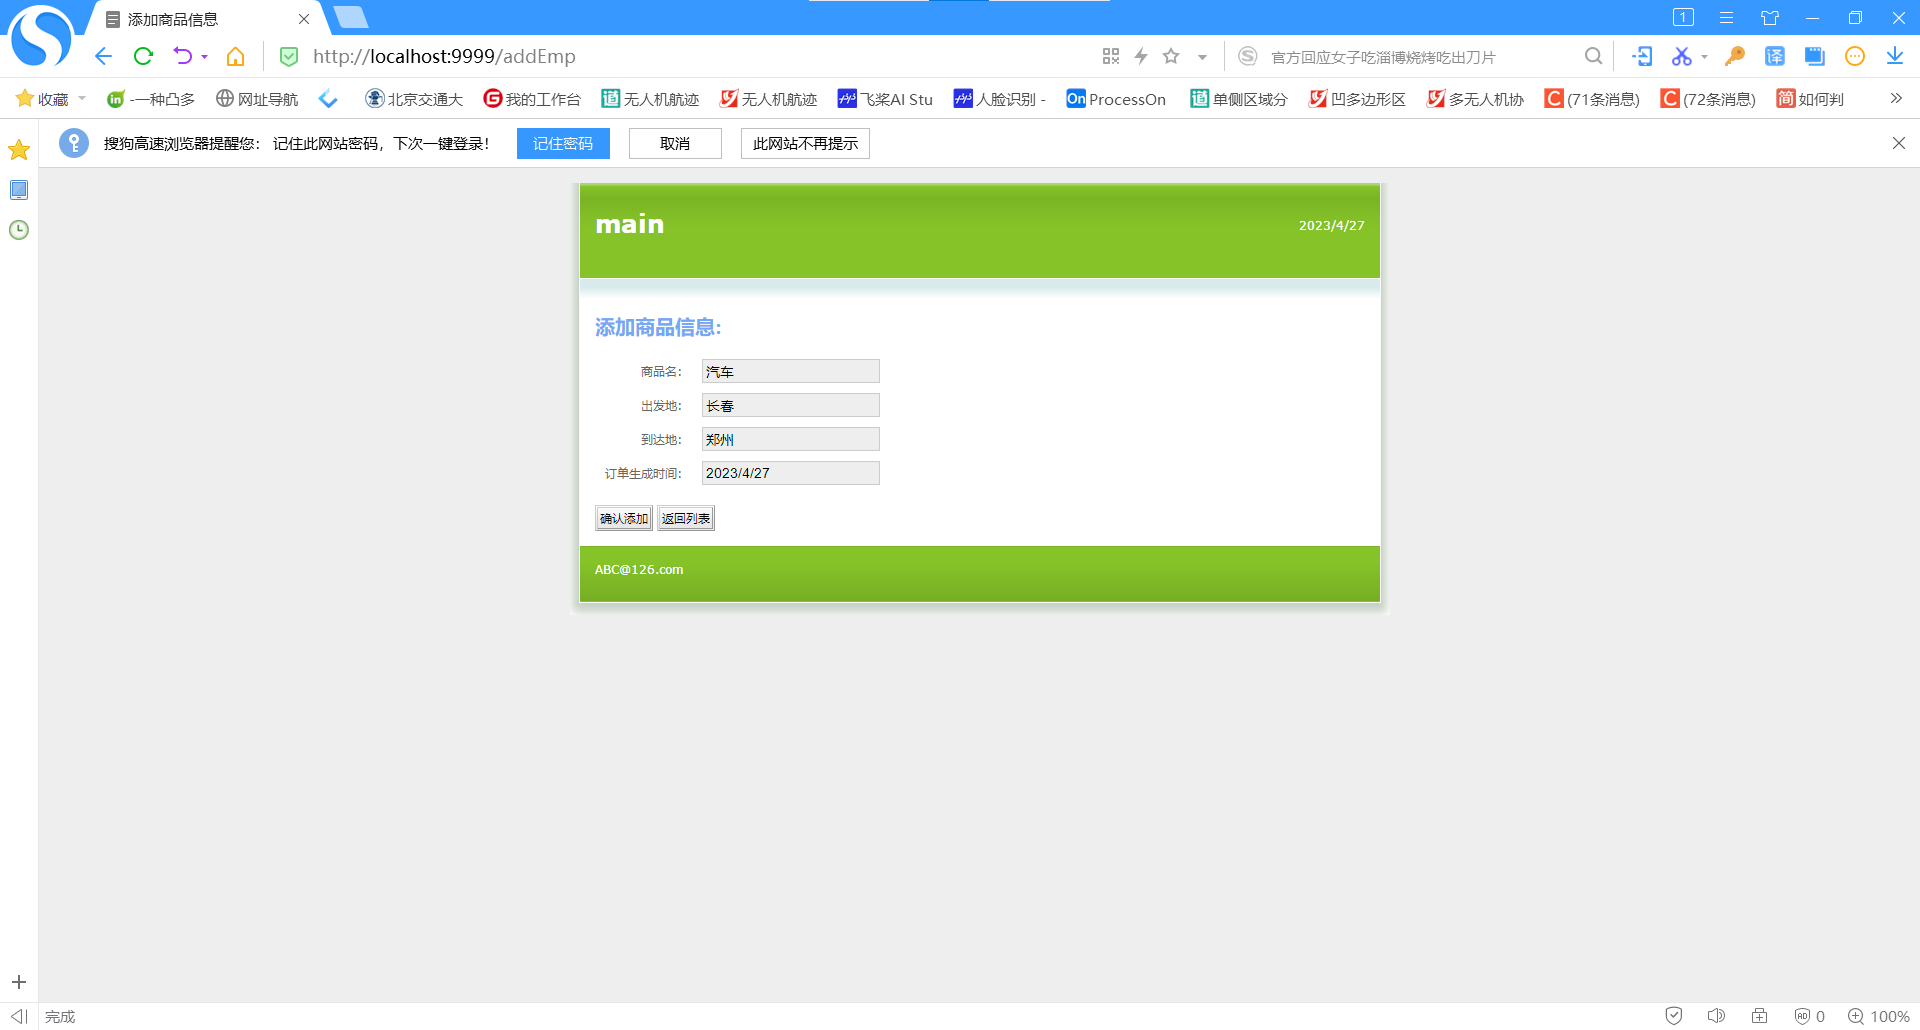 添加商品信息
1
http://localhost:9999/addEmp
官方回应女子吃淄博烧烤吃出刀片
译
收藏
in -一种凸多
网址导航
北京交通大
G 我的工作台
道 无人机航迹
无人机航迹
飞桨AI Stu
人脸识别 -
On ProcessOn
道 单侧区域分
凹多边形区
多无人机协
C (71条消息)
C (72条消息)
简 如何判
搜狗高速浏览器提醒您： 记住此网站密码，下次一键登录！
记住密码
取消
此网站不再提示
main
2023/4/27
添加商品信息:
商品名: 汽车
出发地: 长春
到达地: 郑州
订单生成时间: 2023/4/27
确认添加 返回列表
ABC@126.com
完成
AD 0
100%